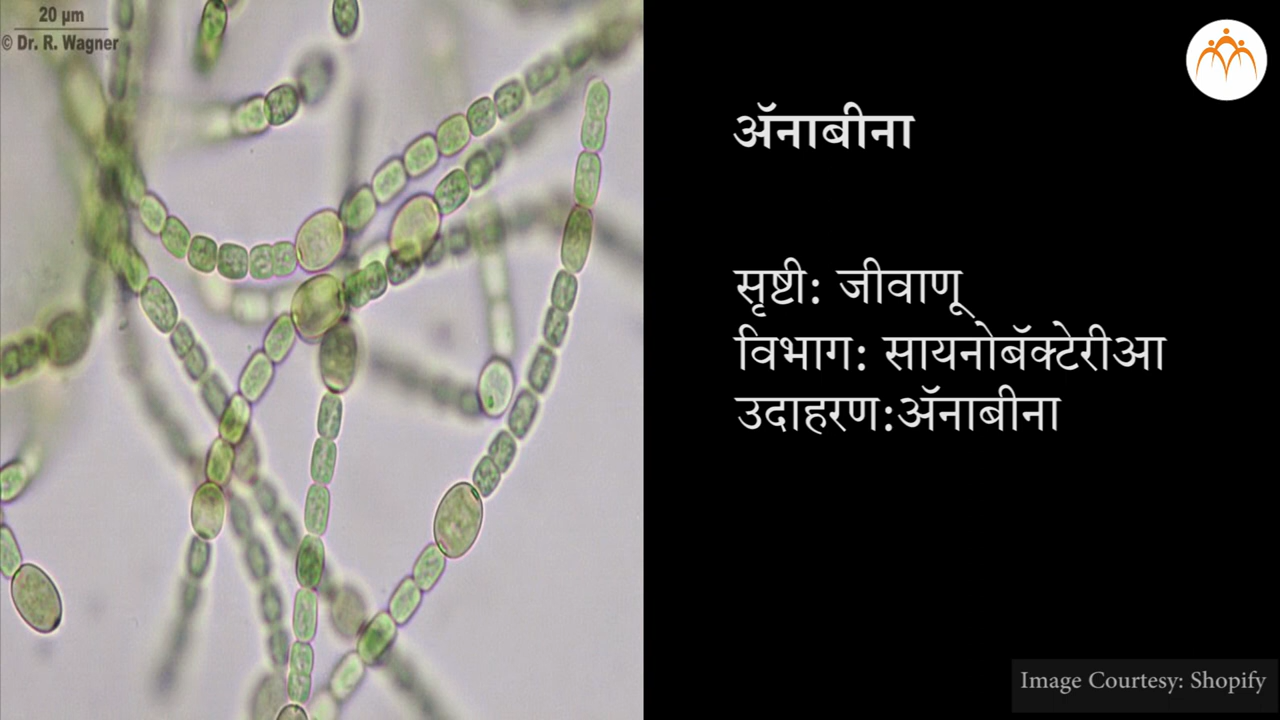 20 µm
© Dr. R. Wagner
ॲनाबीना
सृष्टी: जीवाणू
विभाग: सायनोबॅक्टेरीआ
उदाहरण:ॲनाबीना
Image Courtesy: Shopify